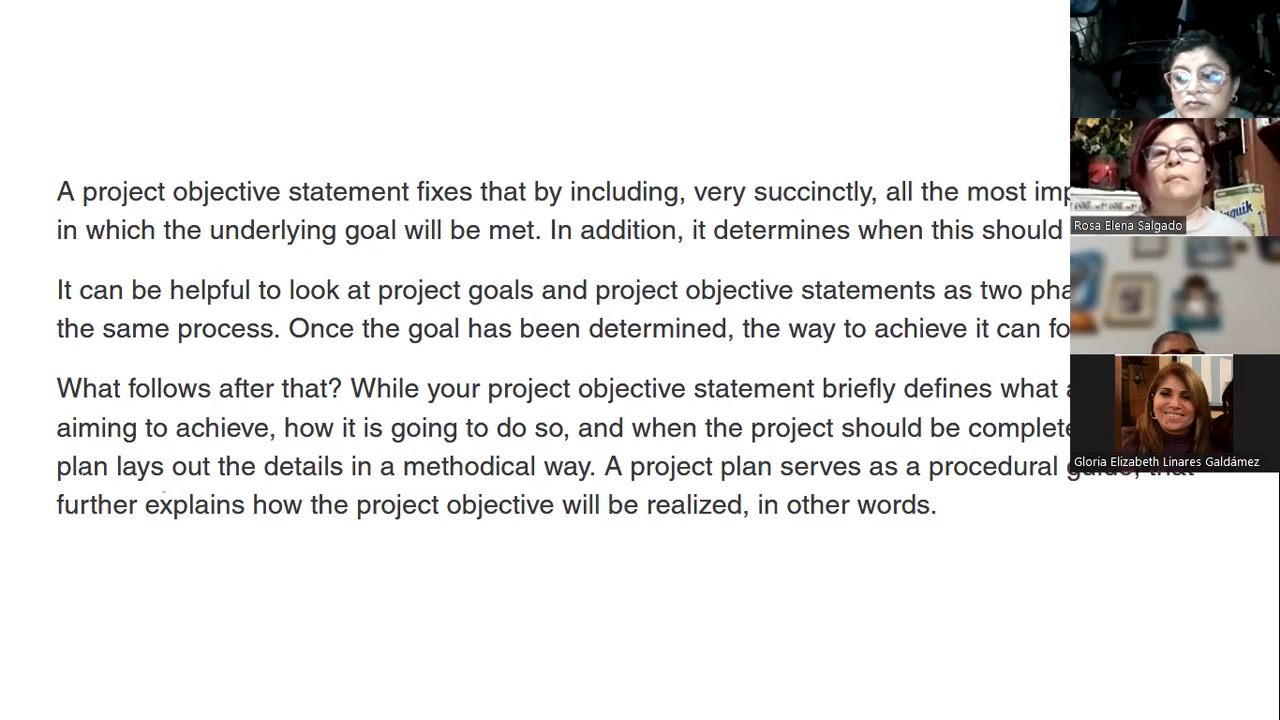 A project objective statement fixes that by including, very succinctly, all the most
in which the underlying goal will be met. In addition, it determines when this should
It can be helpful to look at project goals and project objective statements as two
the same process. Once the goal has been determined, the way to achieve it can
What follows after that? While your project objective statement briefly defines what
aiming to achieve, how it is going to do so, and when the project should be
plan lays out the details in a methodical way. A project plan serves as a procedural guide, that
further explains how the project objective will be realized, in other words.
Rosa Elena Salgado
Gloria Elizabeth Linares Galdámez